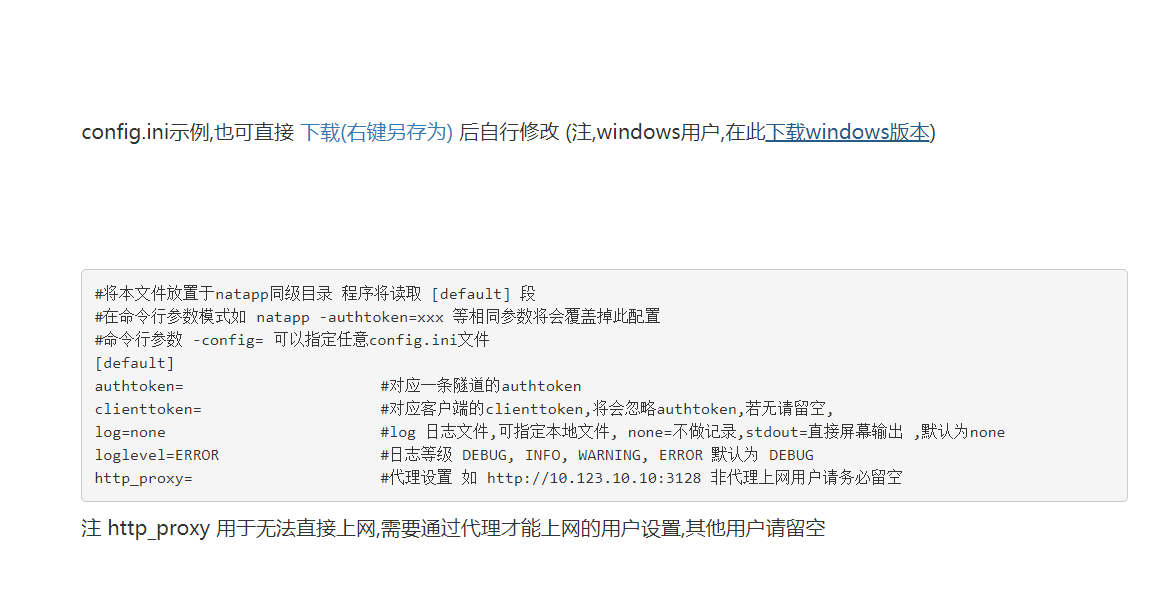 config.ini示例,也可直接 下载(右键另存为) 后自行修改 (注,windows用户,在此下载windows版本)
#将本文件放置于natapp同级目录 程序将读取 [default] 段
#在命令行参数模式如 natapp -authtoken=xxx 等相同参数将会覆盖掉此配置
#命令行参数 -config= 可以指定任意config.ini文件
[default]
authtoken=                      #对应一条隧道的authtoken
clienttoken=                    #对应客户端的clienttoken,将会忽略authtoken,若无请留空,
log=none                        #log 日志文件,可指定本地文件, none=不做记录,stdout=直接屏幕输出 ,默认为none
loglevel=ERROR                  #日志等级 DEBUG, INFO, WARNING, ERROR 默认为 DEBUG
http_proxy=                     #代理设置 如 http://10.123.10.10:3128 非代理上网用户请务必留空
注 http_proxy 用于无法直接上网,需要通过代理才能上网的用户设置,其他用户请留空